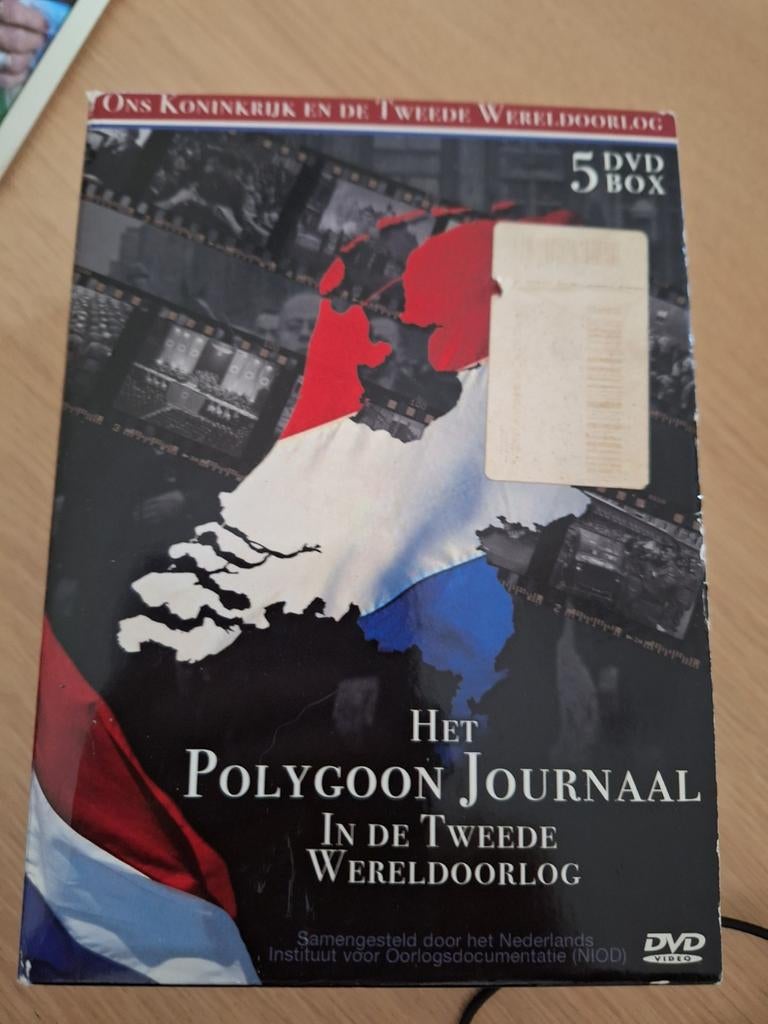 ONS KONINKRIJK EN DE TWEEDE WERELDOORLOG
5 DVD
BOX
HET
POLYGOON JOURNAAL
IN DE TWEEDE
WERELDOORLOG
Samengesteld door het Nederlands
Instituut voor Oorlogsdocumentatie (NIOD)
DVD
VIDEO